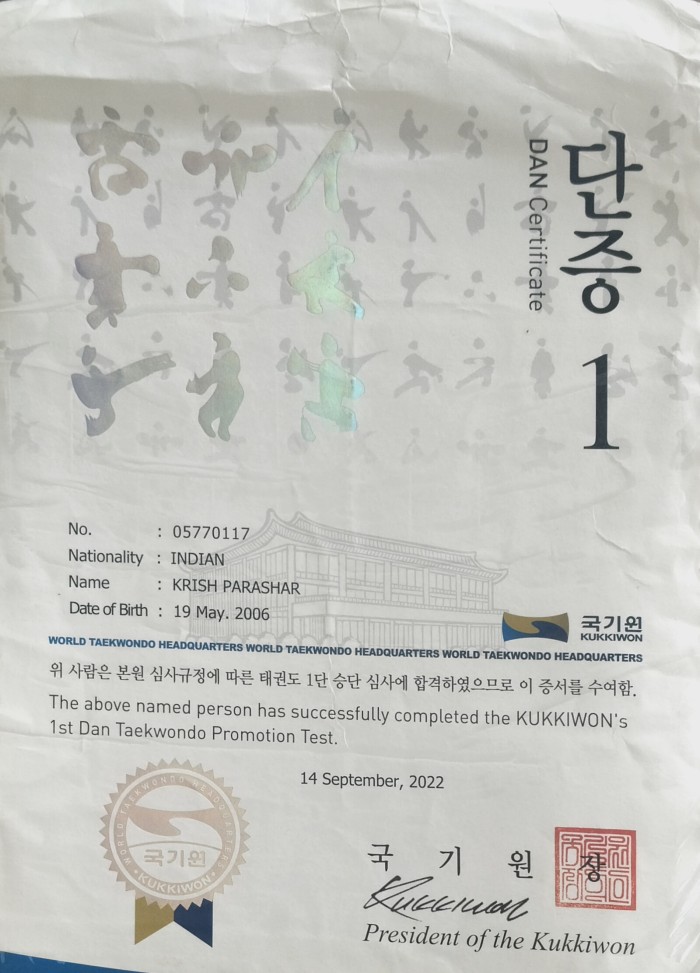 단증
DAN Certificate
1
No. : 05770117
Nationality : INDIAN
Name : KRISH PARASHAR
Date of Birth : 19 May. 2006
국기원
KUKKIWON
WORLD TAEKWONDO HEADQUARTERS WORLD TAEKWONDO HEADQUARTERS WORLD TAEKWONDO HEADQUARTERS
위 사람은 본원 심사규정에 따른 태권도 1단 승단 심사에 합격하였으므로 이 증서를 수여함.
The above named person has successfully completed the KUKKIWON's
1st Dan Taekwondo Promotion Test.
14 September, 2022
WORLD TAEKWONDO HEADQUARTERS
국기원
KUKKIWON
국 기 원 장
Kukkiwon
President of the Kukkiwon